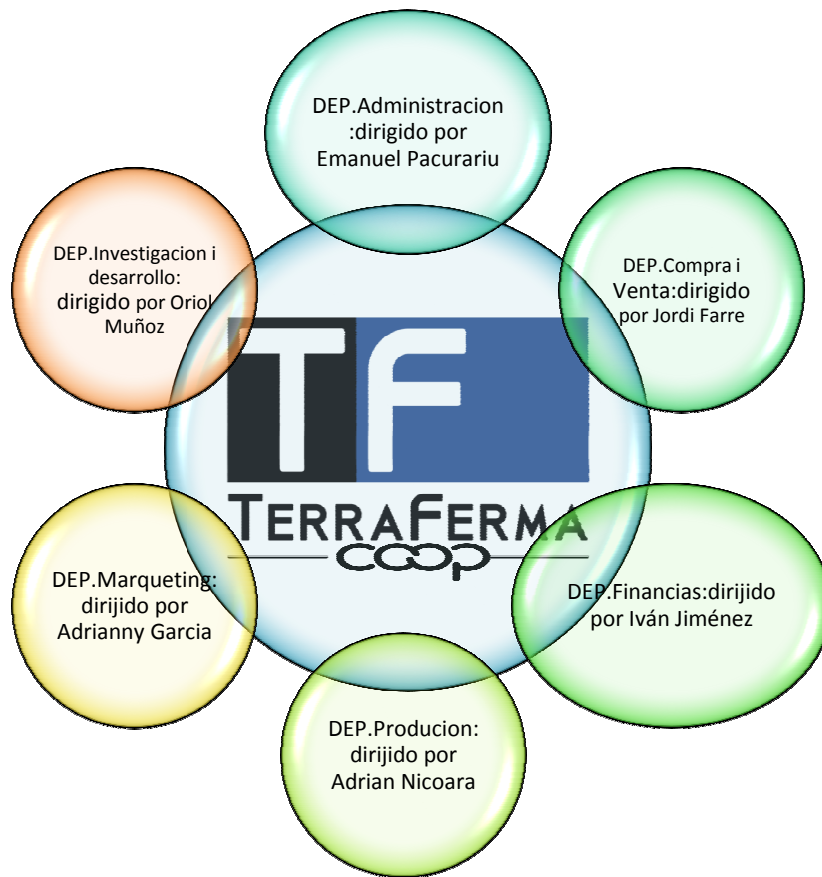 DEP.Administracion
:dirigido por
Emanuel Pacurariu
DEP.Investigacion i
desarrollo:
dirigido por Oriol
Muñoz
DEP.Compra i
Venta:dirigido
por Jordi Farre
TF
TERRAFERMA
coop
DEP.Marqueting:
dirijido por
Adrianny Garcia
DEP.Financias:dirijido
por Iván Jiménez
DEP.Producion:
dirijido por
Adrian Nicoara